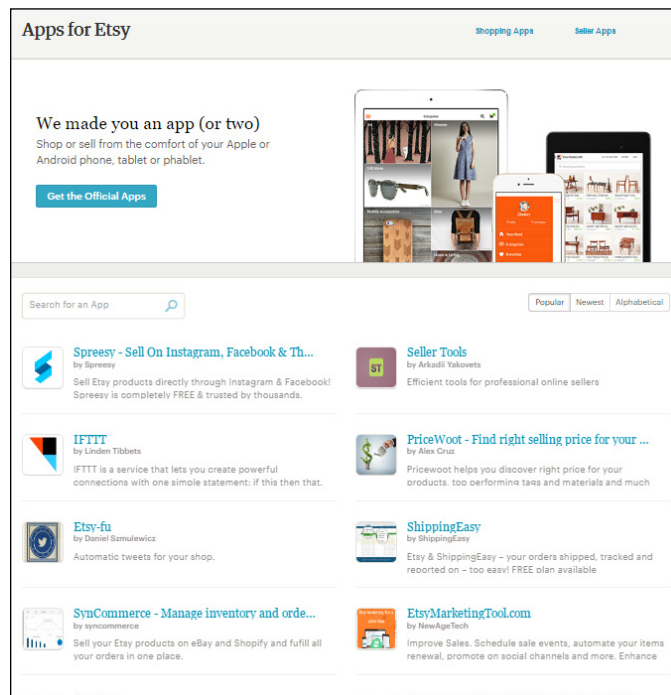 Apps for Etsy
Shopping Apps
Seller Apps
We made you an app (or two)
Shop or sell from the comfort of your Apple or
Android phone, tablet or phablet.
Get the Official Apps
Search for an App
Popular
Newest
Alphabetical
Spreesy - Sell On Instagram, Facebook & Th...
by Spreesy
Sell Etsy products directly through Instagram & Facebook!
Spreesy is completely FREE & trusted by thousands.
ST
Seller Tools
by Arkadii Yakovets
Efficient tools for professional online sellers
IFTTT
by Linden Tibbets
IFTTT is a service that lets you create powerful
connections with one simple statement: if this then that.
PriceWoot - Find right selling price for your ...
by Alex Cruz
Pricewoot helps you discover right price for your
products, top performing tags and materials and much
Etsy-fu
by Daniel Szmulewicz
Automatic tweets for your shop.
ShippingEasy
by ShippingEasy
Etsy & ShippingEasy – your orders shipped, tracked and
reported on – too easy! FREE plan available
SynCommerce - Manage inventory and orde...
by syncommerce
Sell your Etsy products on eBay and Shopify and fufill all
your orders in one place.
EtsyMarketingTool.com
by NewAgeTech
Improve Sales. Schedule sale events, automate your items
renewal, promote on social channels and more. Enhance